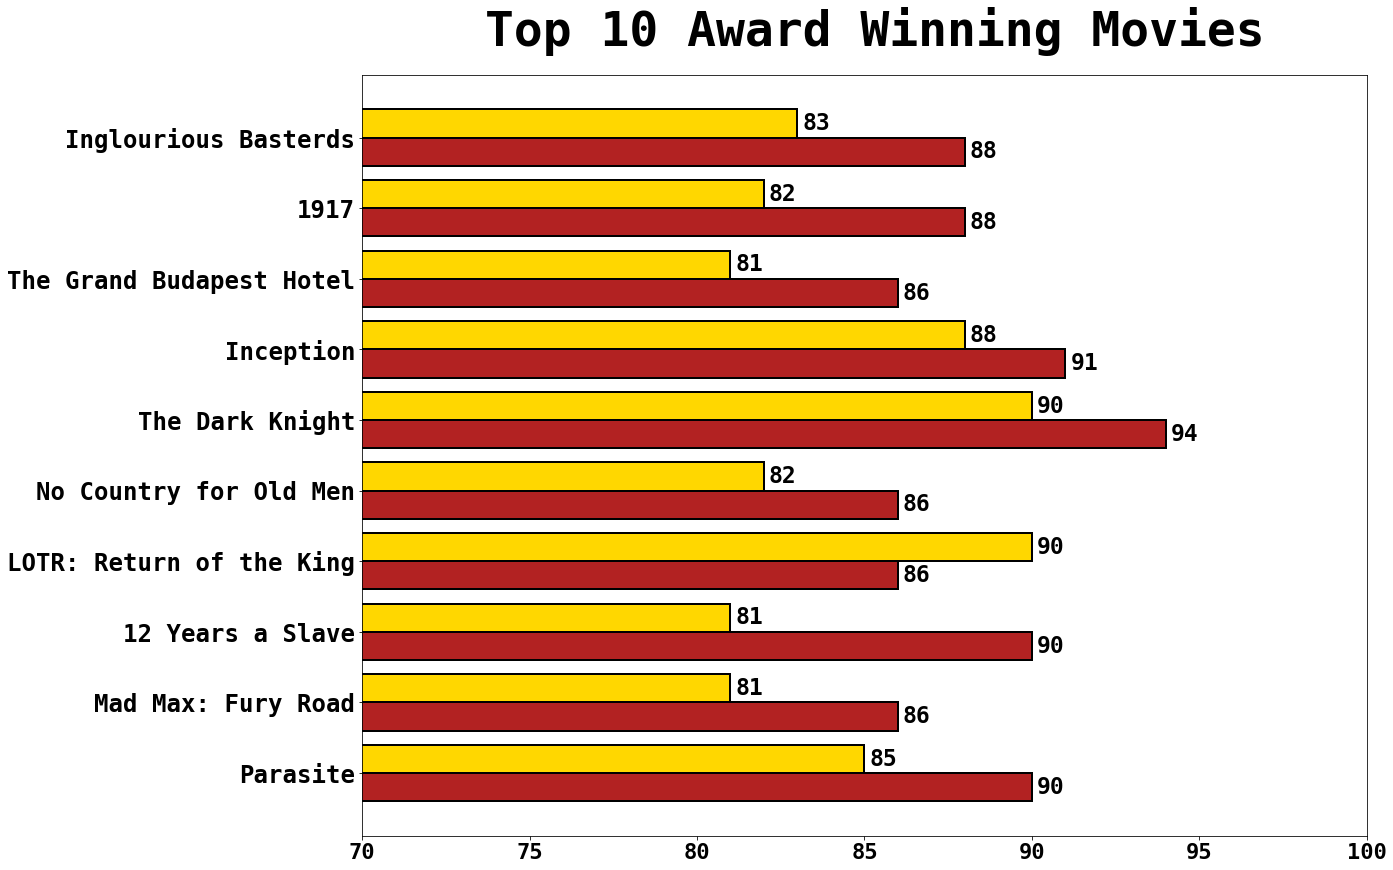 Top 10 Award Winning Movies
Inglourious Basterds
83
88
1917
82
88
The Grand Budapest Hotel
81
86
Inception
88
91
The Dark Knight
90
94
No Country for Old Men
82
86
LOTR: Return of the King
90
86
12 Years a Slave
81
90
Mad Max: Fury Road
81
86
Parasite
85
90
70 75 80 85 90 95 100